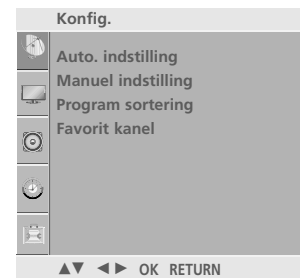 Konfig.
Auto. indstilling
Manuel indstilling
Program sortering
Favorit kanel
▲▼ ◄► OK RETURN